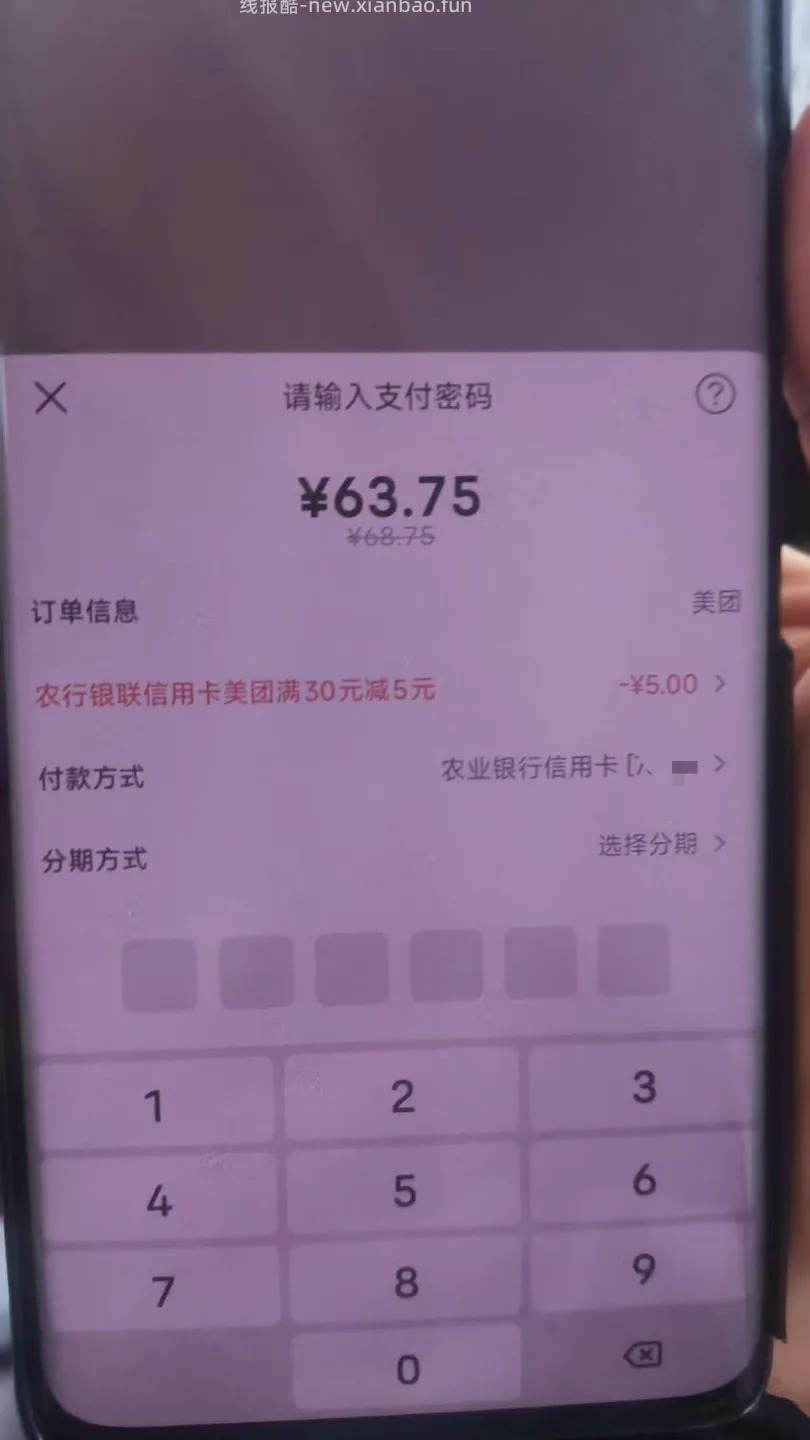 线报酷-new.xianbao.fun
请输入支付密码
¥63.75
¥68.75
订单信息 美团
农行银联信用卡美团满30元减5元 -¥5.00
付款方式 农业银行信用卡 [
分期方式 选择分期
1 2 3
4 5 6
7 8 9
0